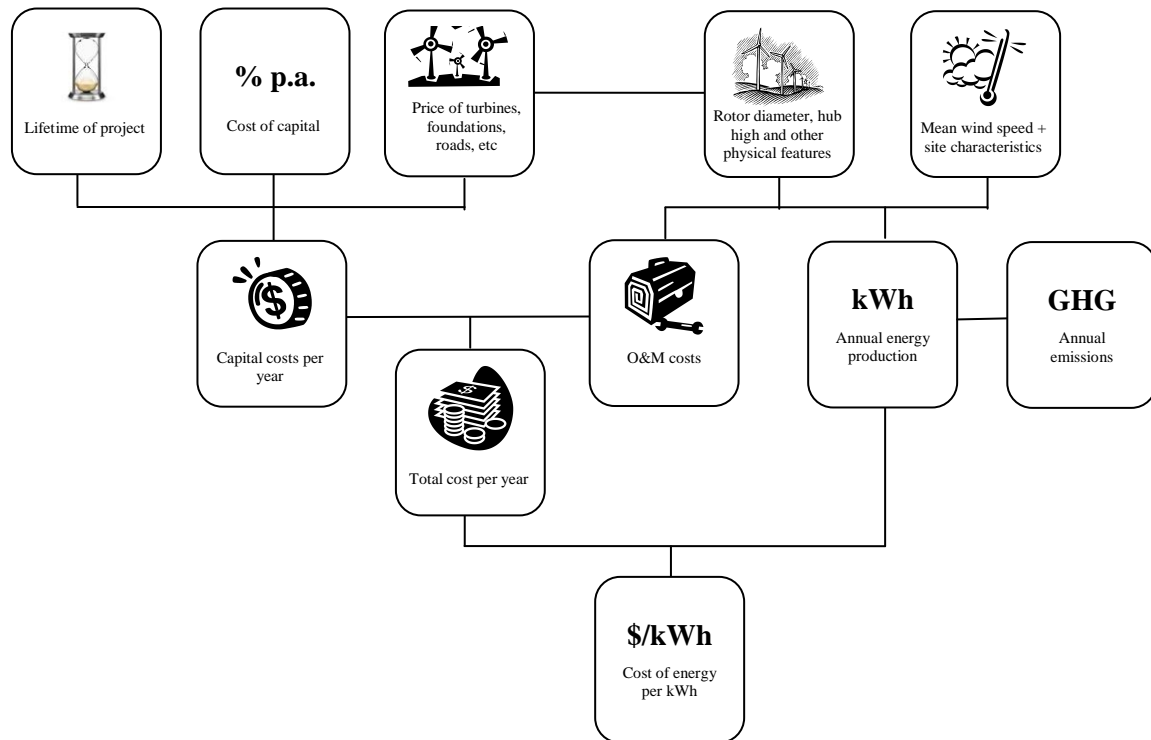 Lifetime of project
% p.a.
Cost of capital
Price of turbines,
foundations,
roads, etc
Rotor diameter, hub
high and other
physical features
Mean wind speed +
site characteristics
$
Capital costs per
year
O&M costs
kWh
Annual energy
production
GHG
Annual
emissions
$
Total cost per year
$/kWh
Cost of energy
per kWh